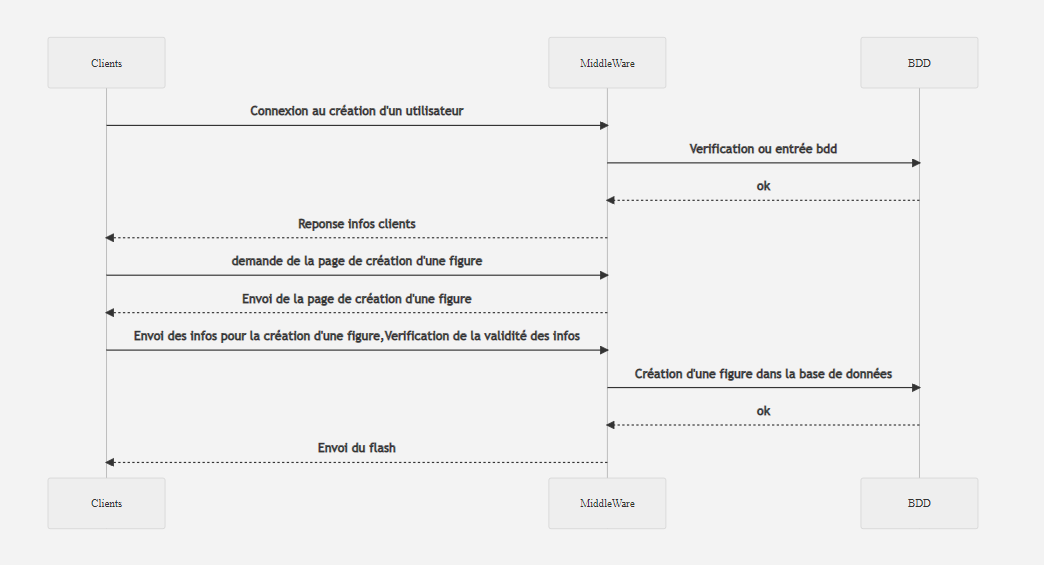 Clients
MiddleWare
BDD
Connexion au création d'un utilisateur
Verification ou entrée bdd
ok
Reponse infos clients
demande de la page de création d'une figure
Envoi de la page de création d'une figure
Envoi des infos pour la création d'une figure,Verification de la validité des infos
Création d'une figure dans la base de données
ok
Envoi du flash
Clients
MiddleWare
BDD